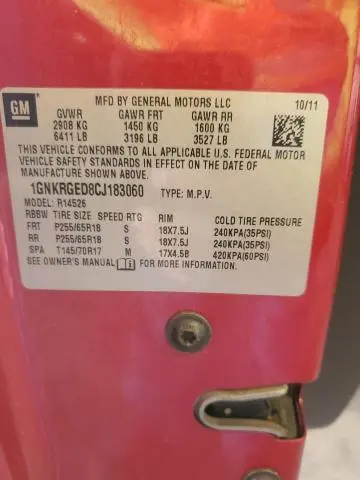 GM
MFD BY GENERAL MOTORS LLC 10/11
GVWR GAWR FRT GAWR RR
2908 KG 1450 KG 1600 KG
6411 LB 3196 LB 3527 LB
THIS VEHICLE CONFORMS TO ALL APPLICABLE U.S. FEDERAL MOTOR
VEHICLE SAFETY STANDARDS IN EFFECT ON THE DATE OF
MANUFACTURE SHOWN ABOVE.
1GNKRGED8CJ183060 TYPE: M.P.V.
MODEL: R14526
RBBW TIRE SIZE SPEED RTG RIM COLD TIRE PRESSURE
FRT P255/65R18 S 18X7.5J 240KPA(35PSI)
RR P255/65R18 S 18X7.5J 240KPA(35PSI)
SPA T145/70R17 M 17X4.5B 420KPA(60PSI)
SEE OWNER'S MANUAL i FOR MORE INFORMATION.